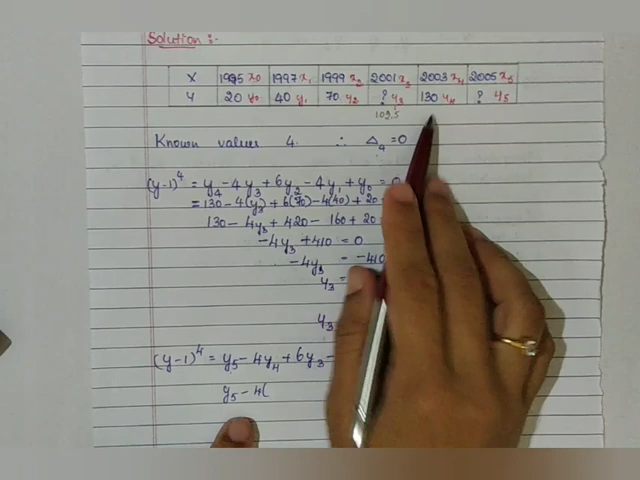 Solution :-
X 1995 x0 1997 x1 1999 x2 2001 x3 2003 x4 2005 x5
Y 20 y0 40 y1 70 y2 ? y3 130 y4 ? y5
102.5
Known values 4. ∴ Δ4 = 0
(y-1)^4 = y4 - 4y3 + 6y2 - 4y1 + y0 = 0
= 130 - 4(y3) + 6(70) - 4(40) + 20
130 - 4y3 + 420 - 160 + 20
-4y3 + 410 = 0
-4y3 = -410
y3 =
y3
(y-1)^4 = y5 - 4y4 + 6y3 -
y5 - 4(